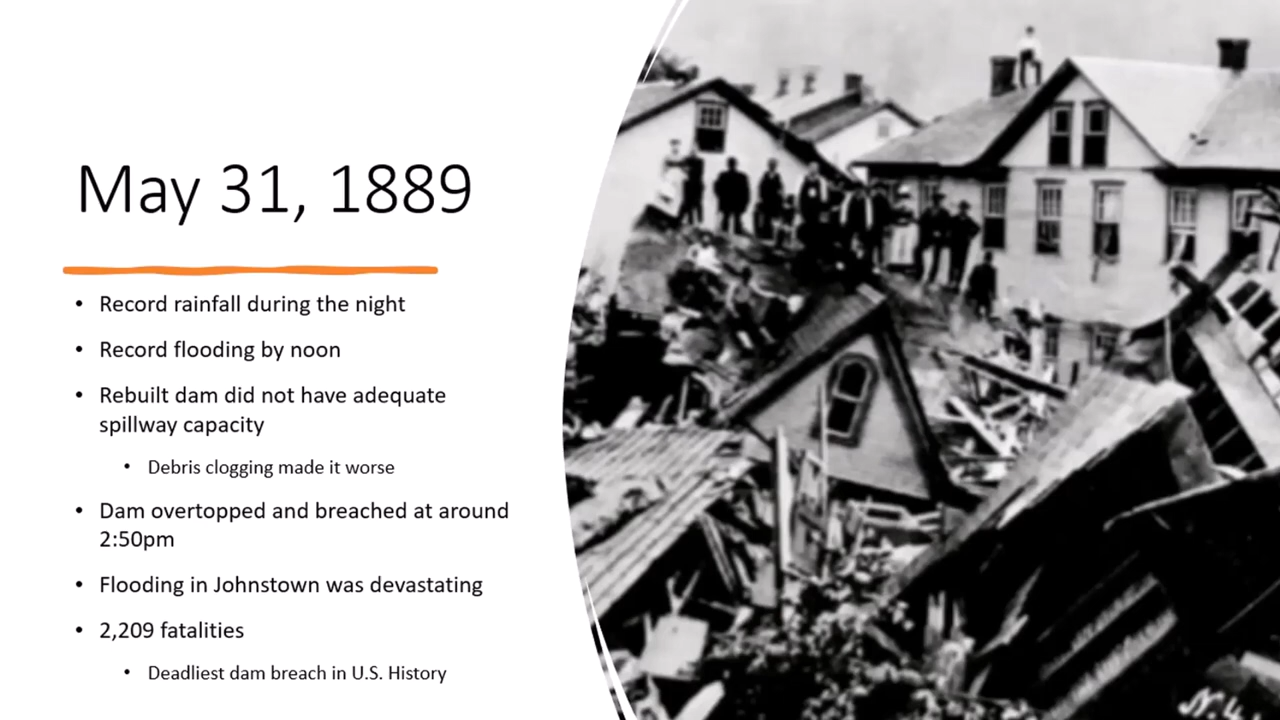 May 31, 1889
• Record rainfall during the night
• Record flooding by noon
• Rebuilt dam did not have adequate
spillway capacity
• Debris clogging made it worse
• Dam overtopped and breached at around
2:50pm
• Flooding in Johnstown was devastating
• 2,209 fatalities
• Deadliest dam breach in U.S. History